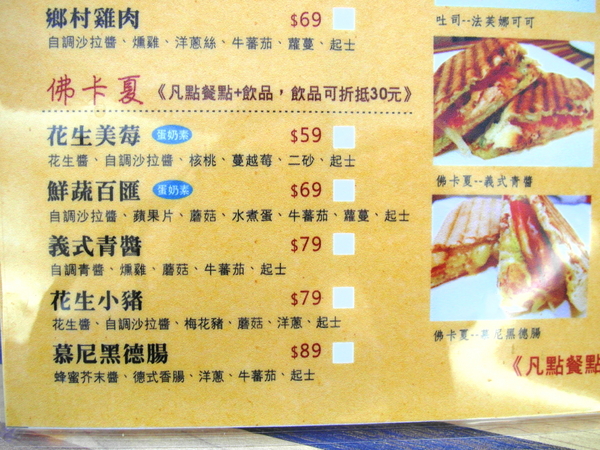 鄉村雞肉 $69
自調沙拉醬、燻雞、洋蔥絲、牛蕃茄、蘿蔓、起士
佛卡夏 《凡點餐點+飲品，飲品可折抵30元》
花生美莓 蛋奶素 $59
花生醬、自調沙拉醬、核桃、蔓越莓、二砂、起士
鮮蔬百匯 蛋奶素 $69
自調沙拉醬、蘋果片、蘑菇、水煮蛋、牛蕃茄、蘿蔓、起士
義式青醬 $79
自調青醬、燻雞、蘑菇、牛蕃茄、起士
花生小豬 $79
花生醬、自調沙拉醬、梅花豬、蘑菇、洋蔥、起士
慕尼黑德腸 $89
蜂蜜芥末醬、德式香腸、洋蔥、牛蕃茄、起士
吐司--法芙娜可可
佛卡夏--義式青醬
佛卡夏--慕尼黑德腸
《凡點餐點